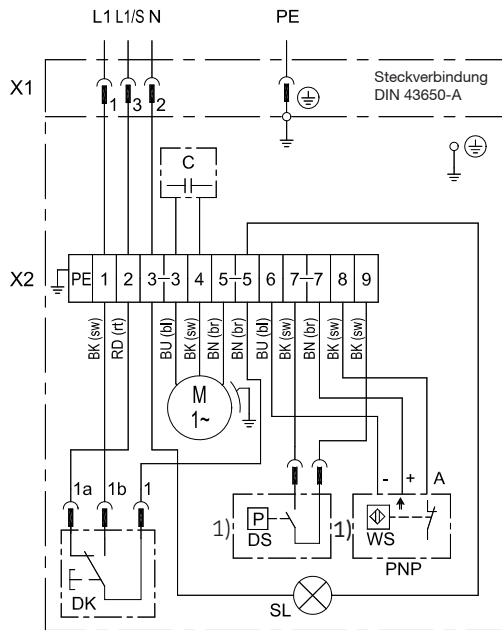 L1 L1/S N PE
X1
Steckverbindung
DIN 43650-A
1 3 2
C
X2 PE 1 2 3 3 4 5 5 6 7 7 8 9
BK (sw) RD (rt) BU (bl) BK (sw) BN (br) BN (br) BU (bl) BK (sw) BN (br) BK (sw) BK (sw)
M
1~
1a 1b 1
- + A
1) P DS 1) WS
DK
PNP
SL